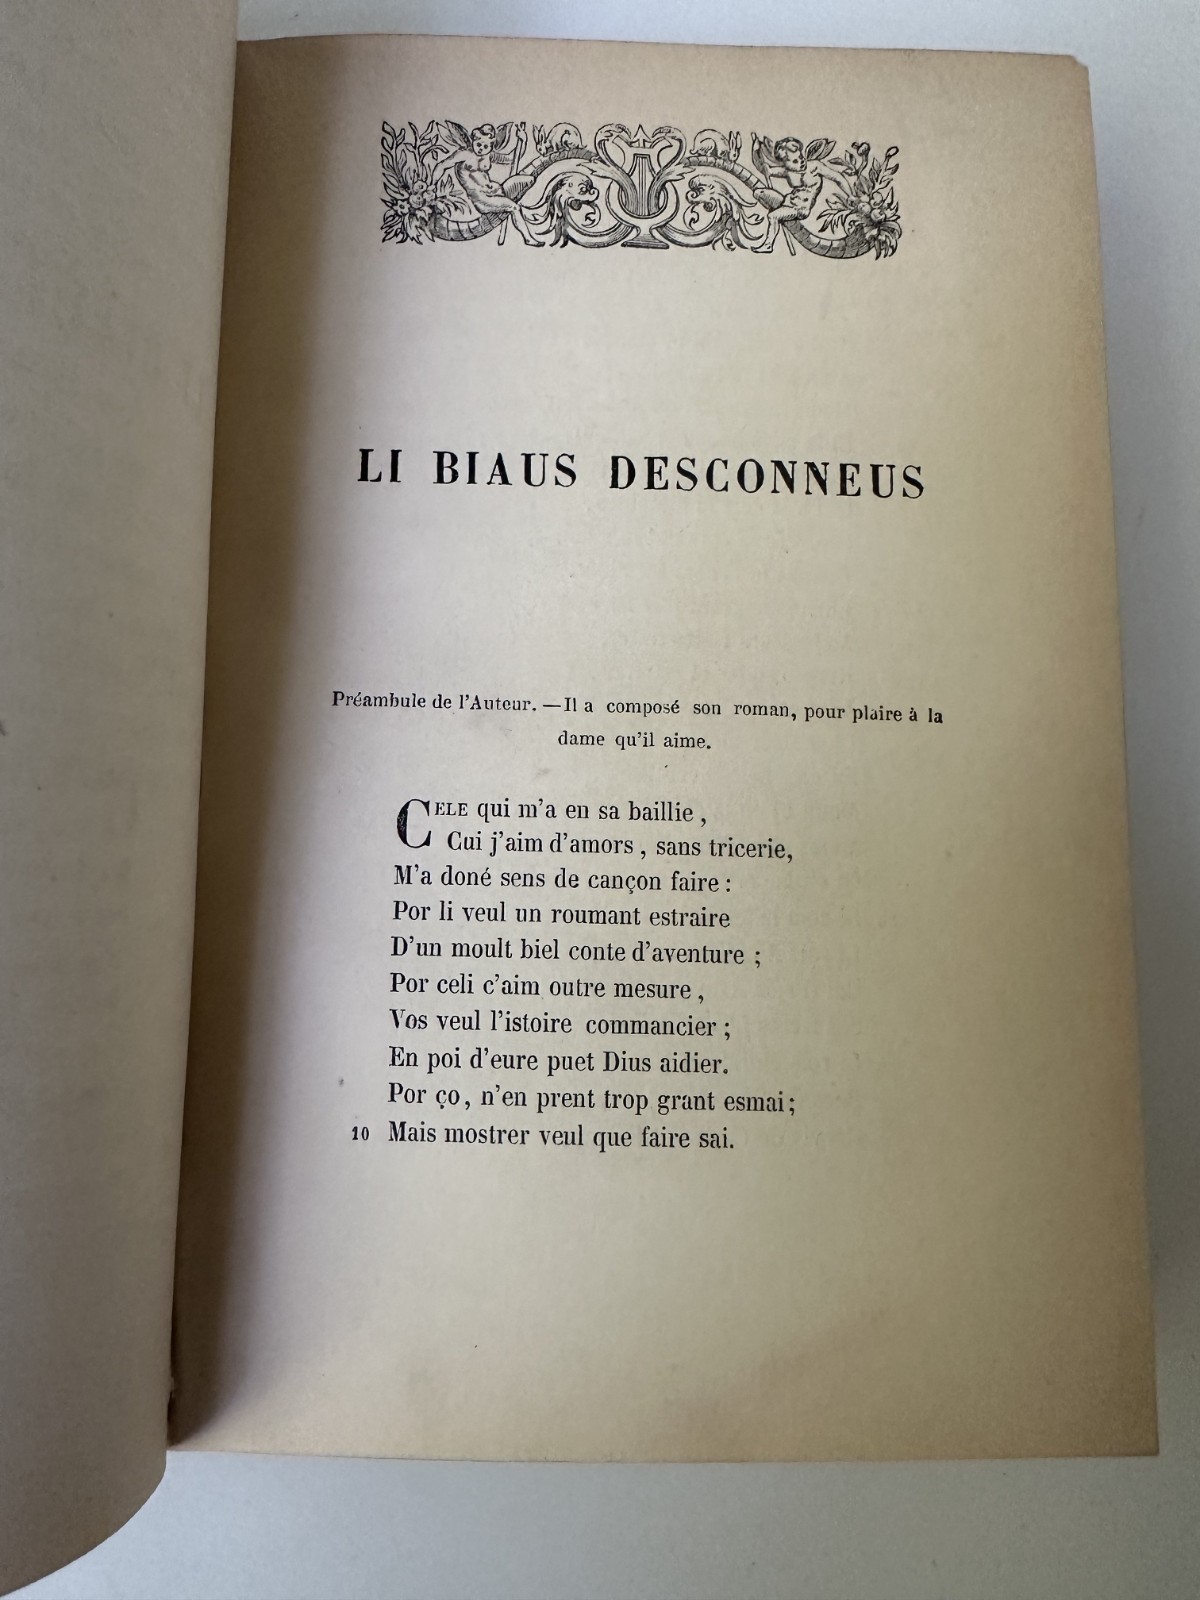 LI BIAUS DESCONNEUS
Préambule de l'Auteur. — Il a composé son roman, pour plaire à la
dame qu'il aime.
CELE qui m'a en sa baillie,
Cui j'aim d'amors, sans tricerie,
M'a doné sens de cançon faire :
Por li veul un roumant estraire
D'un moult biel conte d'aventure ;
Por celi c'aim outre mesure,
Vos veul l'istoire commancier ;
En poi d'eure puet Dius aidier.
Por ço, n'en prent trop grant esmai ;
10 Mais mostrer veul que faire sai.